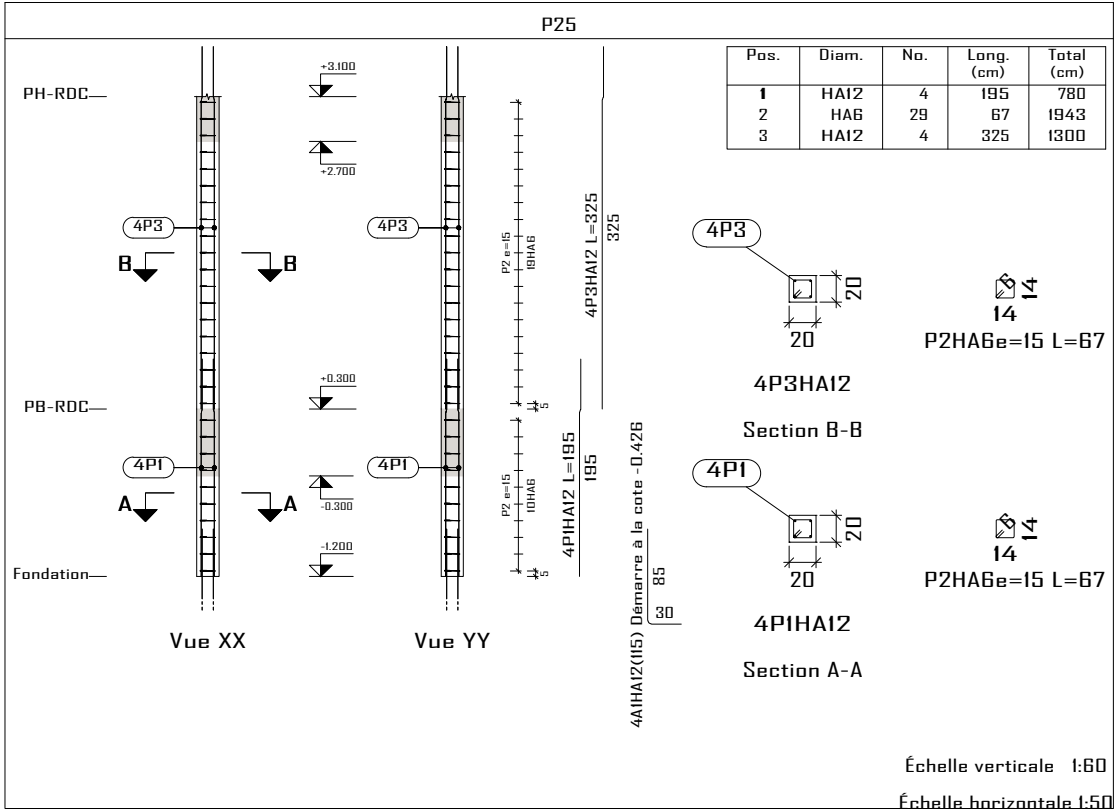 P25
PH-RDC
+3.100
+2.700
4P3
4P3
B
B
PB-RDC
+0.300
4P1
4P1
A
A
-0.300
Fondation
-1.200
Vue XX
Vue YY
P2 e=15
19HA6
5
P2 e=15
10HA6
5
4P3HA12 L=325
325
4P1HA12 L=195
195
4A1HA12(115) Démarre à la cote -0.426
85
30
Pos. Diam. No. Long. (cm) Total (cm)
1 HA12 4 195 780
2 HA6 29 67 1943
3 HA12 4 325 1300
4P3
20
20
4P3HA12
Section B-B
6
14
14
P2HA6e=15 L=67
4P1
20
20
4P1HA12
Section A-A
6
14
14
P2HA6e=15 L=67
Échelle verticale 1:60
Échelle horizontale 1:50